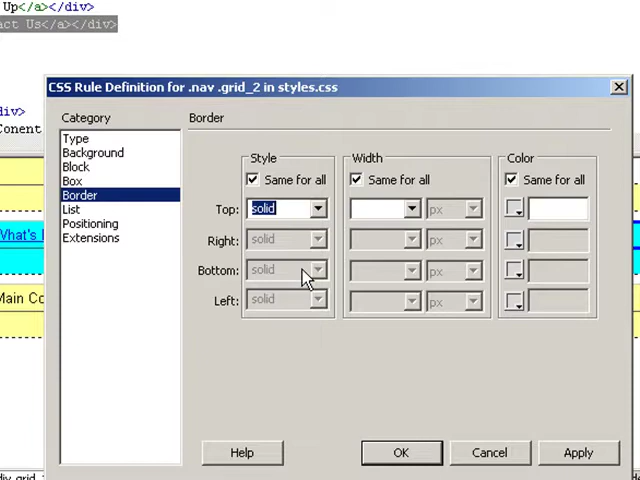 Up</a></div>
act Us</a></div>
CSS Rule Definition for .nav .grid_2 in styles.css
div>
Conent
Category
Border
Type
Background
Block
Box
Border
List
Positioning
Extensions
Style
Width
Color
Same for all
Same for all
Same for all
Top: solid px
Right: solid px
Bottom: solid px
Left: solid px
What's
Main Co
Help
OK
Cancel
Apply